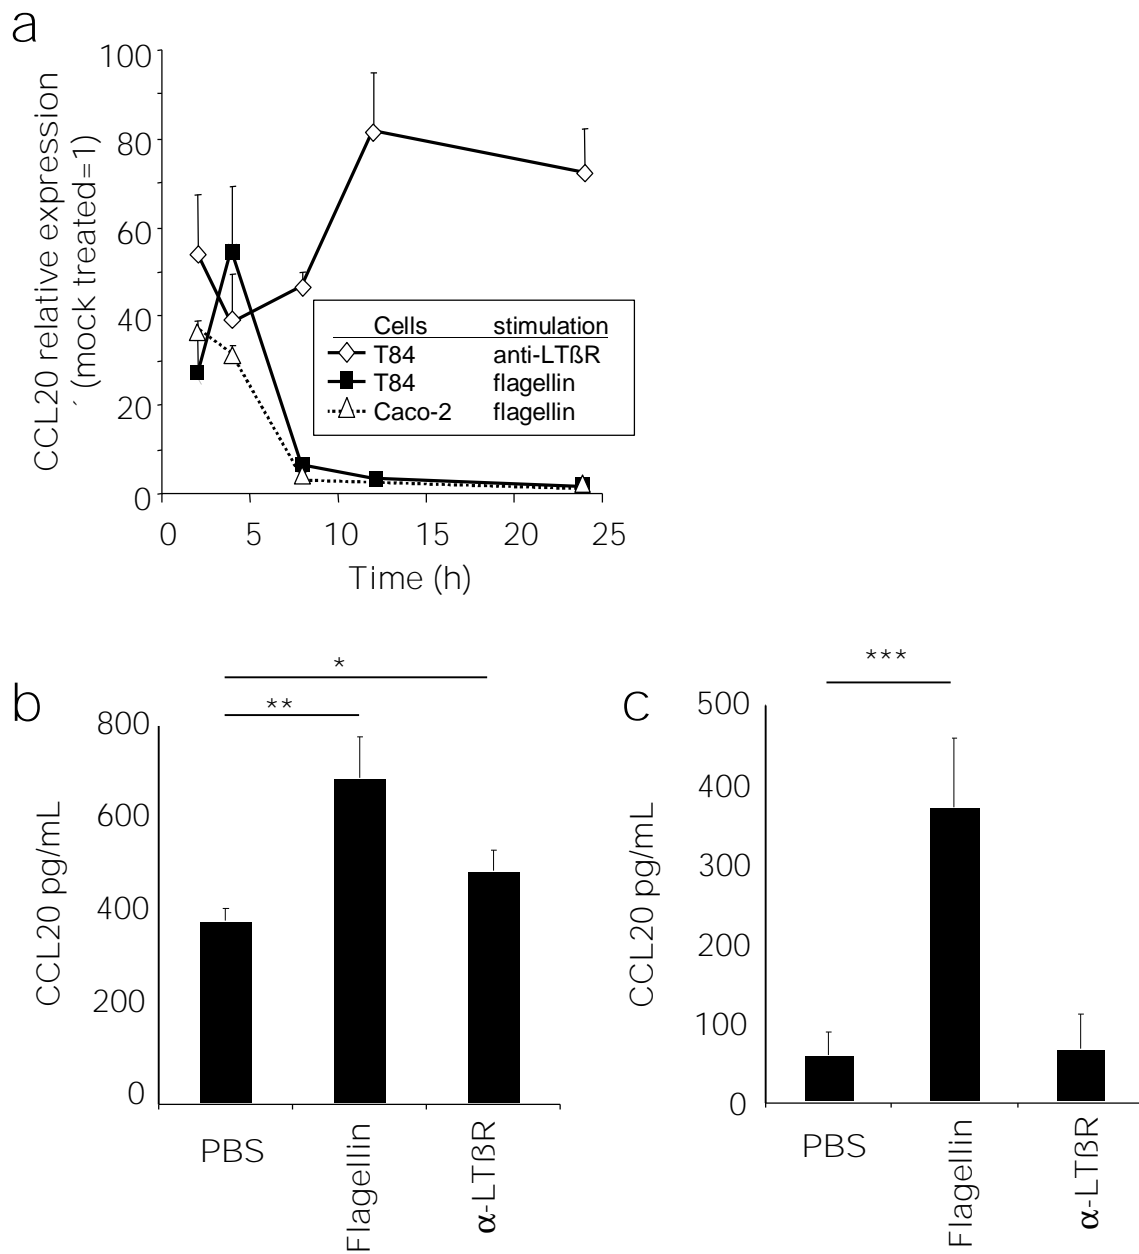 a
100
80
60
40
20
0
CCL20 relative expression
´ (mock treated=1)
Cells stimulation
T84 anti-LTßR
T84 flagellin
Caco-2 flagellin
0 5 10 15 20 25
Time (h)
b
*
**
800
600
400
200
0
CCL20 pg/mL
PBS
Flagellin
α-LTßR
c
***
500
400
300
200
100
0
CCL20 pg/mL
PBS
Flagellin
α-LTßR